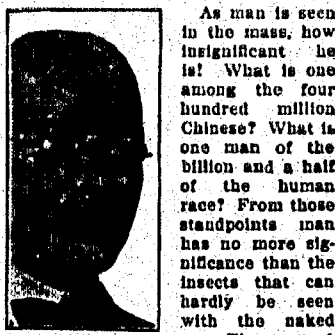 As man is seen
in the mass, how
insignificant he
is! What is one
among the four
hundred million
Chinese? What is
one man of the
billion and a half
of the human
race? From those
standpoints man
has no more sig-
nificance than the
insects that can
hardly be seen
with the naked